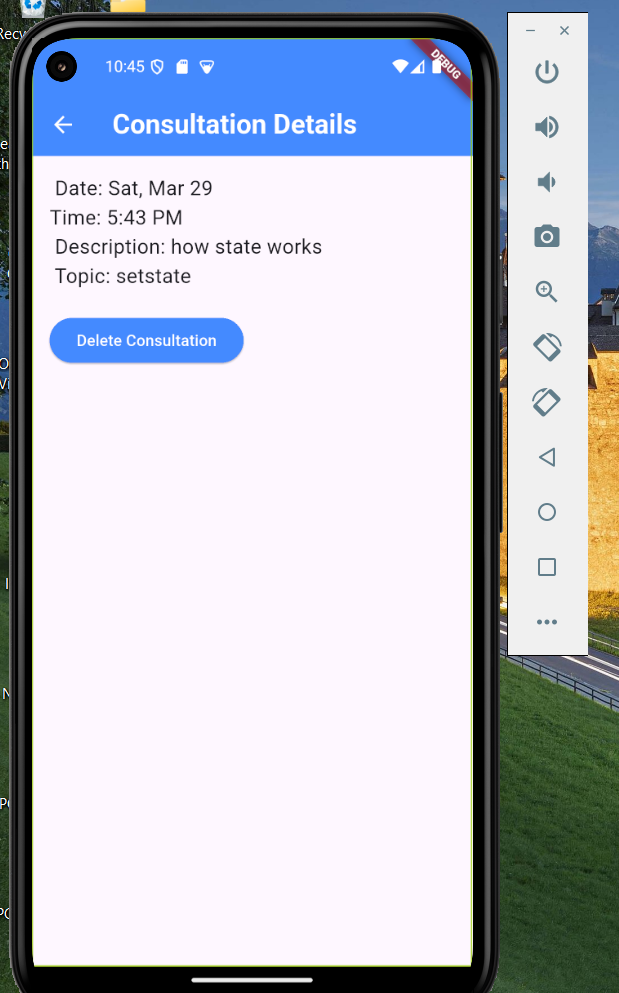 10:45
DEBUG
Consultation Details
Date: Sat, Mar 29
Time: 5:43 PM
Description: how state works
Topic: setstate
Delete Consultation